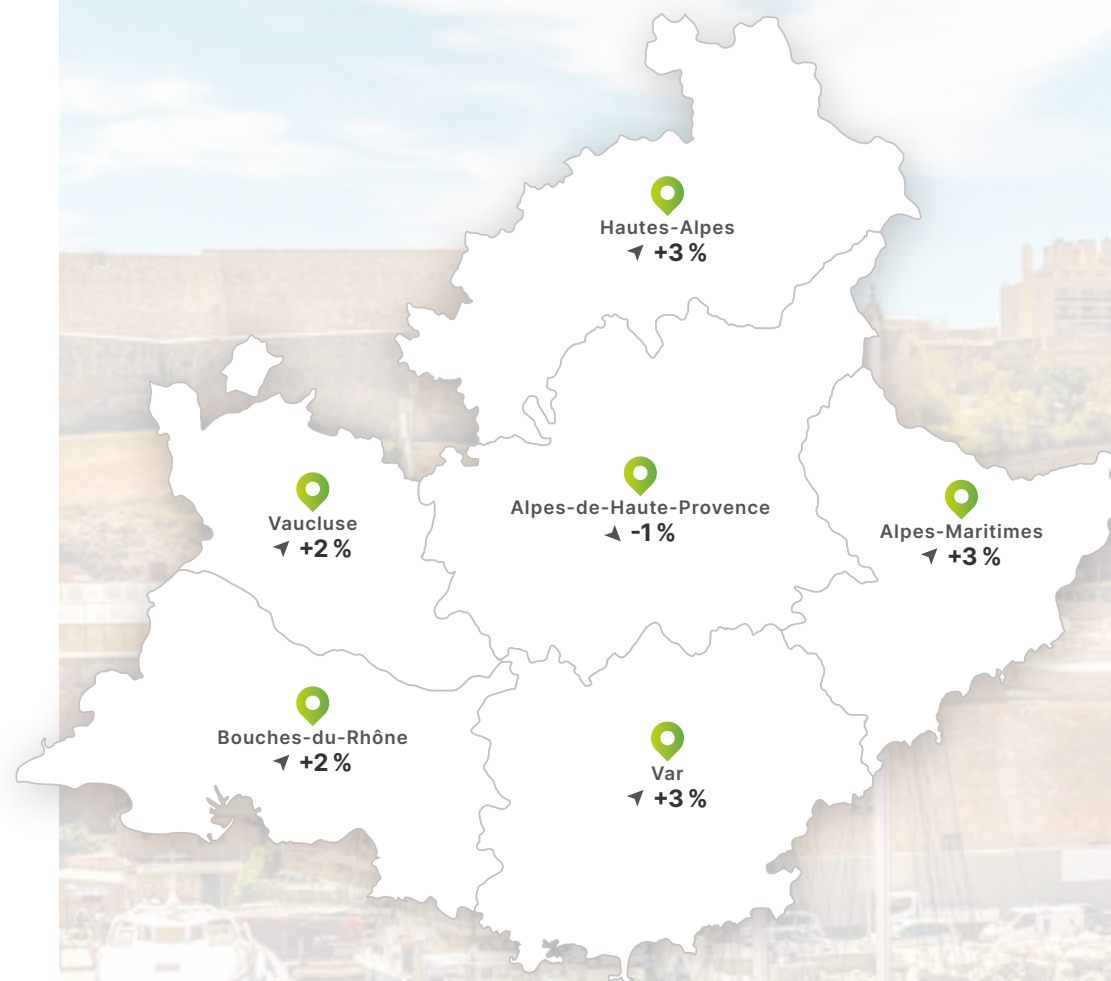 Hautes-Alpes
+3 %
Vaucluse
+2 %
Alpes-de-Haute-Provence
-1 %
Alpes-Maritimes
+3 %
Bouches-du-Rhône
+2 %
Var
+3 %